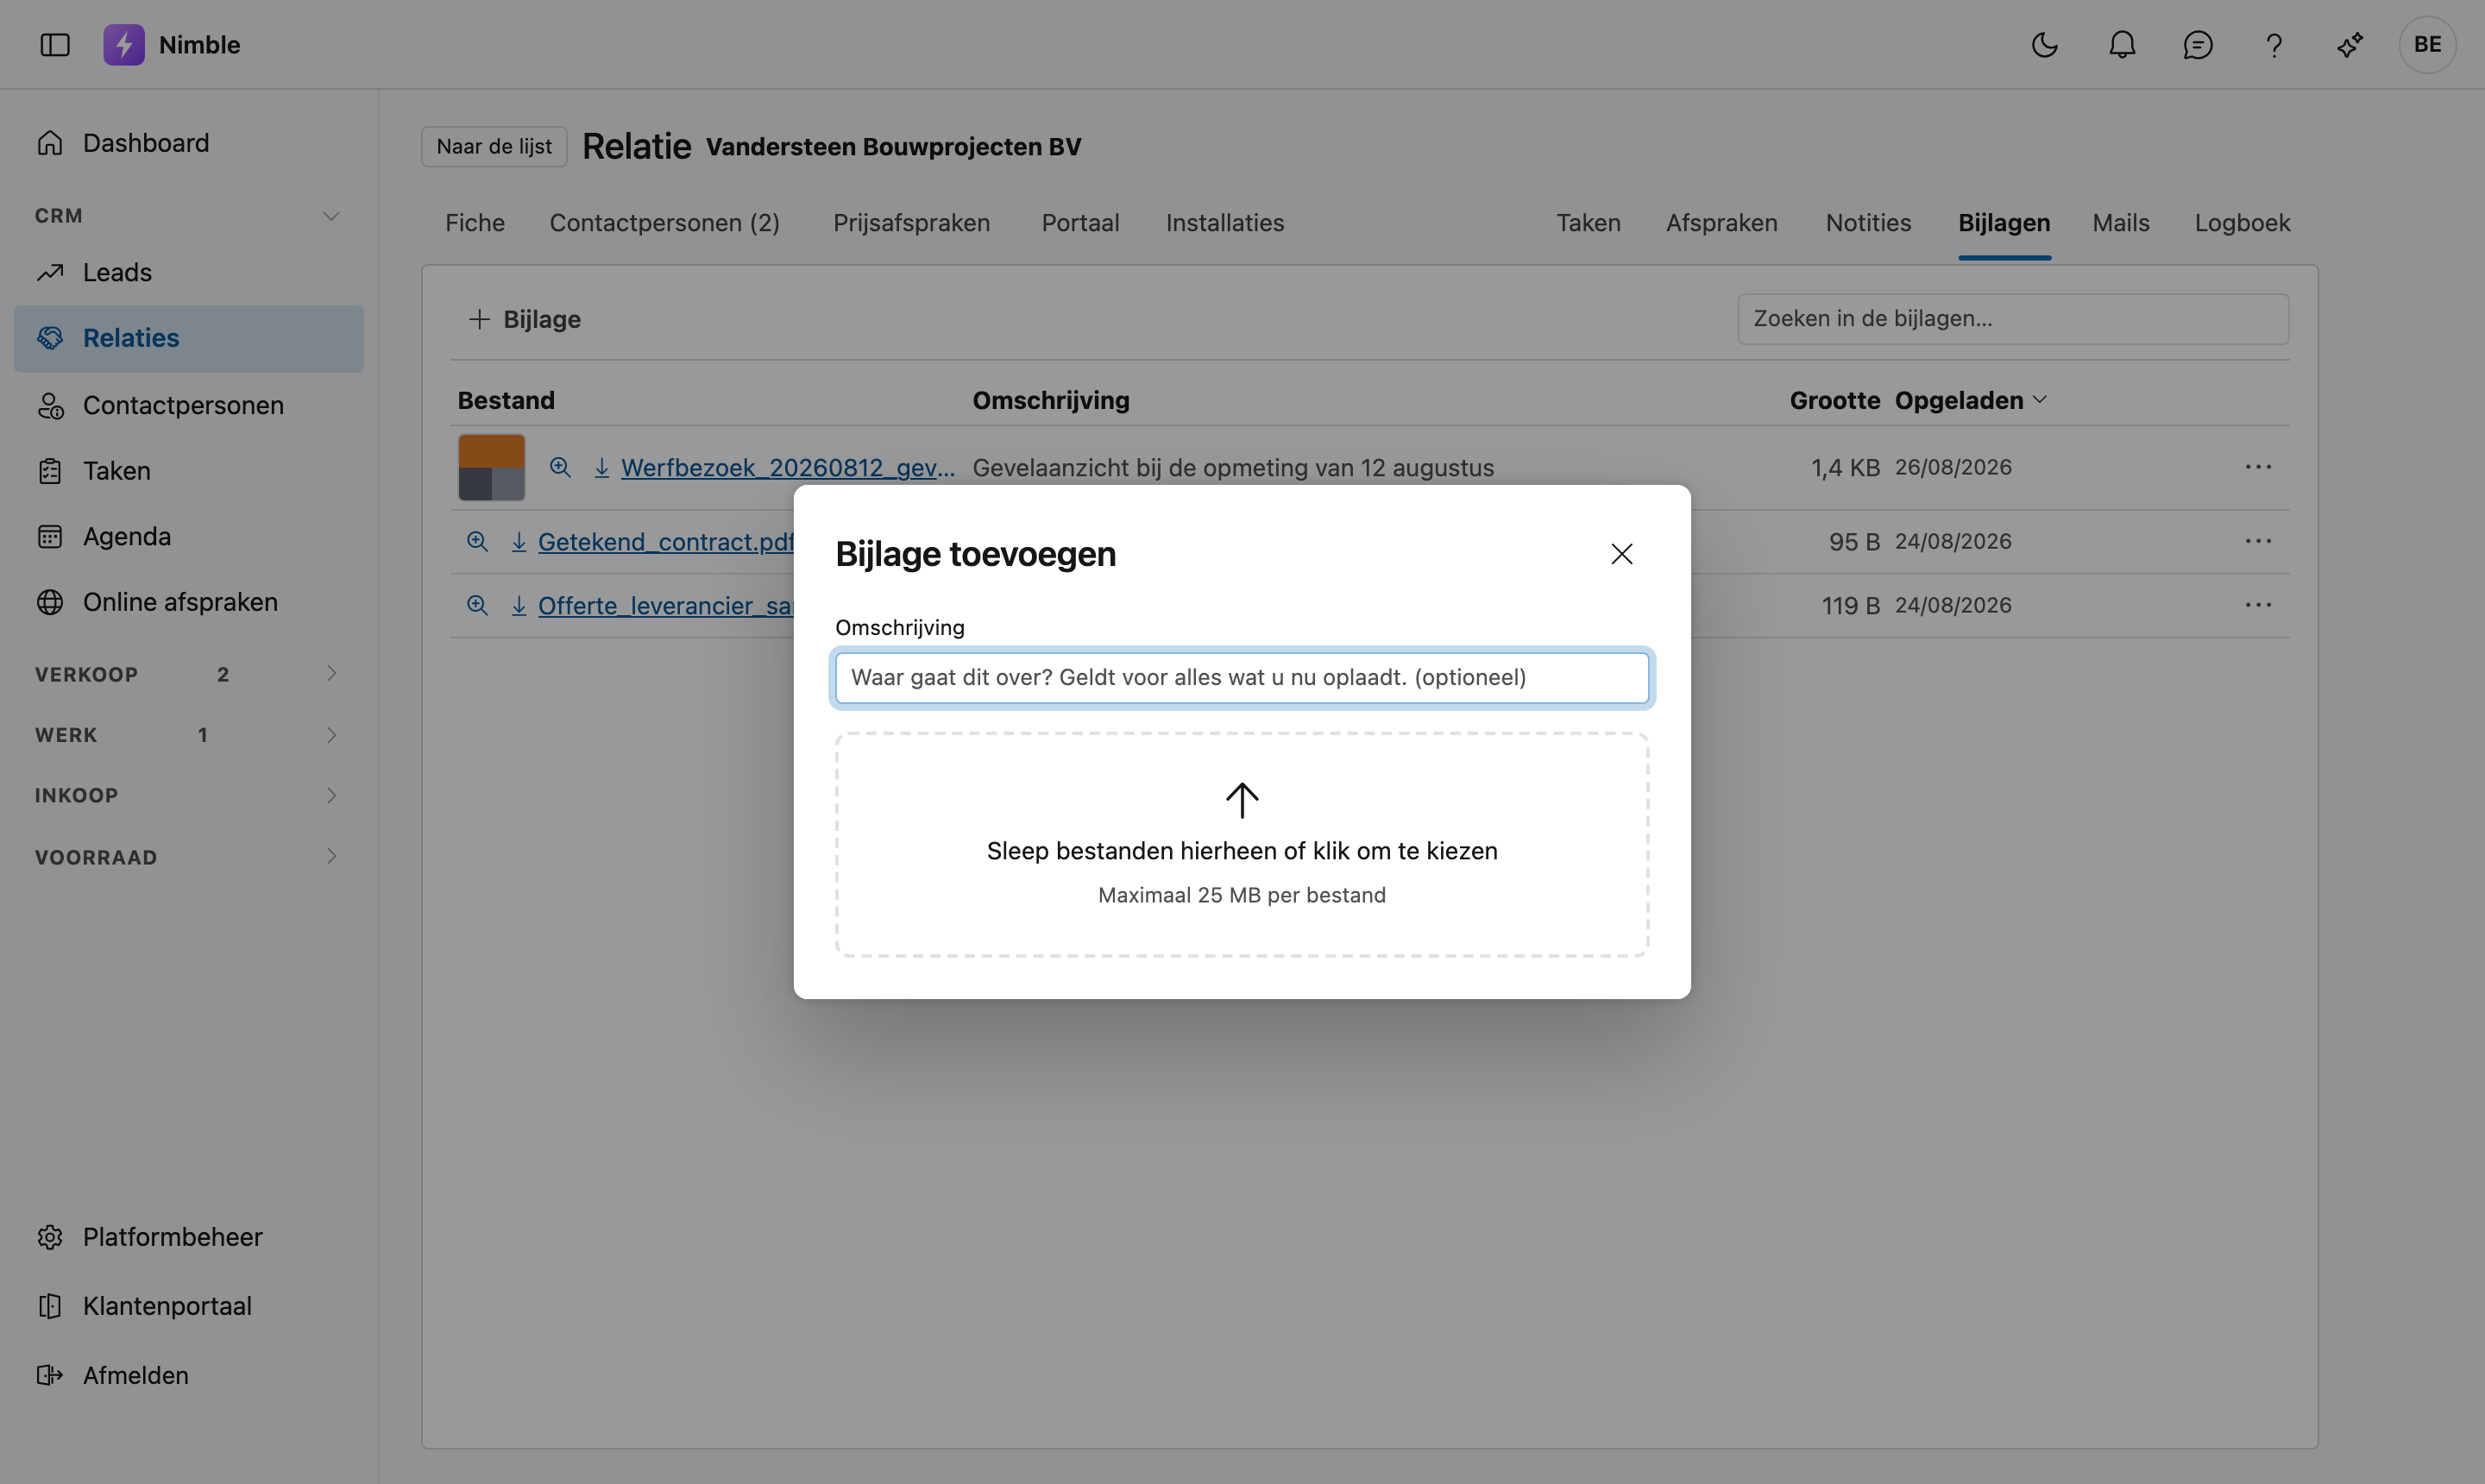 Nimble
BE
Dashboard
CRM
Leads
Relaties
Contactpersonen
Taken
Agenda
Online afspraken
VERKOOP 2
WERK 1
INKOOP
VOORRAAD
Platformbeheer
Klantenportaal
Afmelden
Naar de lijst Relatie Vandersteen Bouwprojecten BV
Fiche Contactpersonen (2) Prijsafspraken Portaal Installaties Taken Afspraken Notities Bijlagen Mails Logboek
+ Bijlage Zoeken in de bijlagen...
Bestand Omschrijving Grootte Opgeladen
Werfbezoek_20260812_gev... Gevelaanzicht bij de opmeting van 12 augustus 1,4 KB 26/08/2026 ...
Getekend_contract.pdf 95 B 24/08/2026 ...
Offerte_leverancier_sa 119 B 24/08/2026 ...
Bijlage toevoegen
Omschrijving
Waar gaat dit over? Geldt voor alles wat u nu oplaadt. (optioneel)
Sleep bestanden hierheen of klik om te kiezen
Maximaal 25 MB per bestand